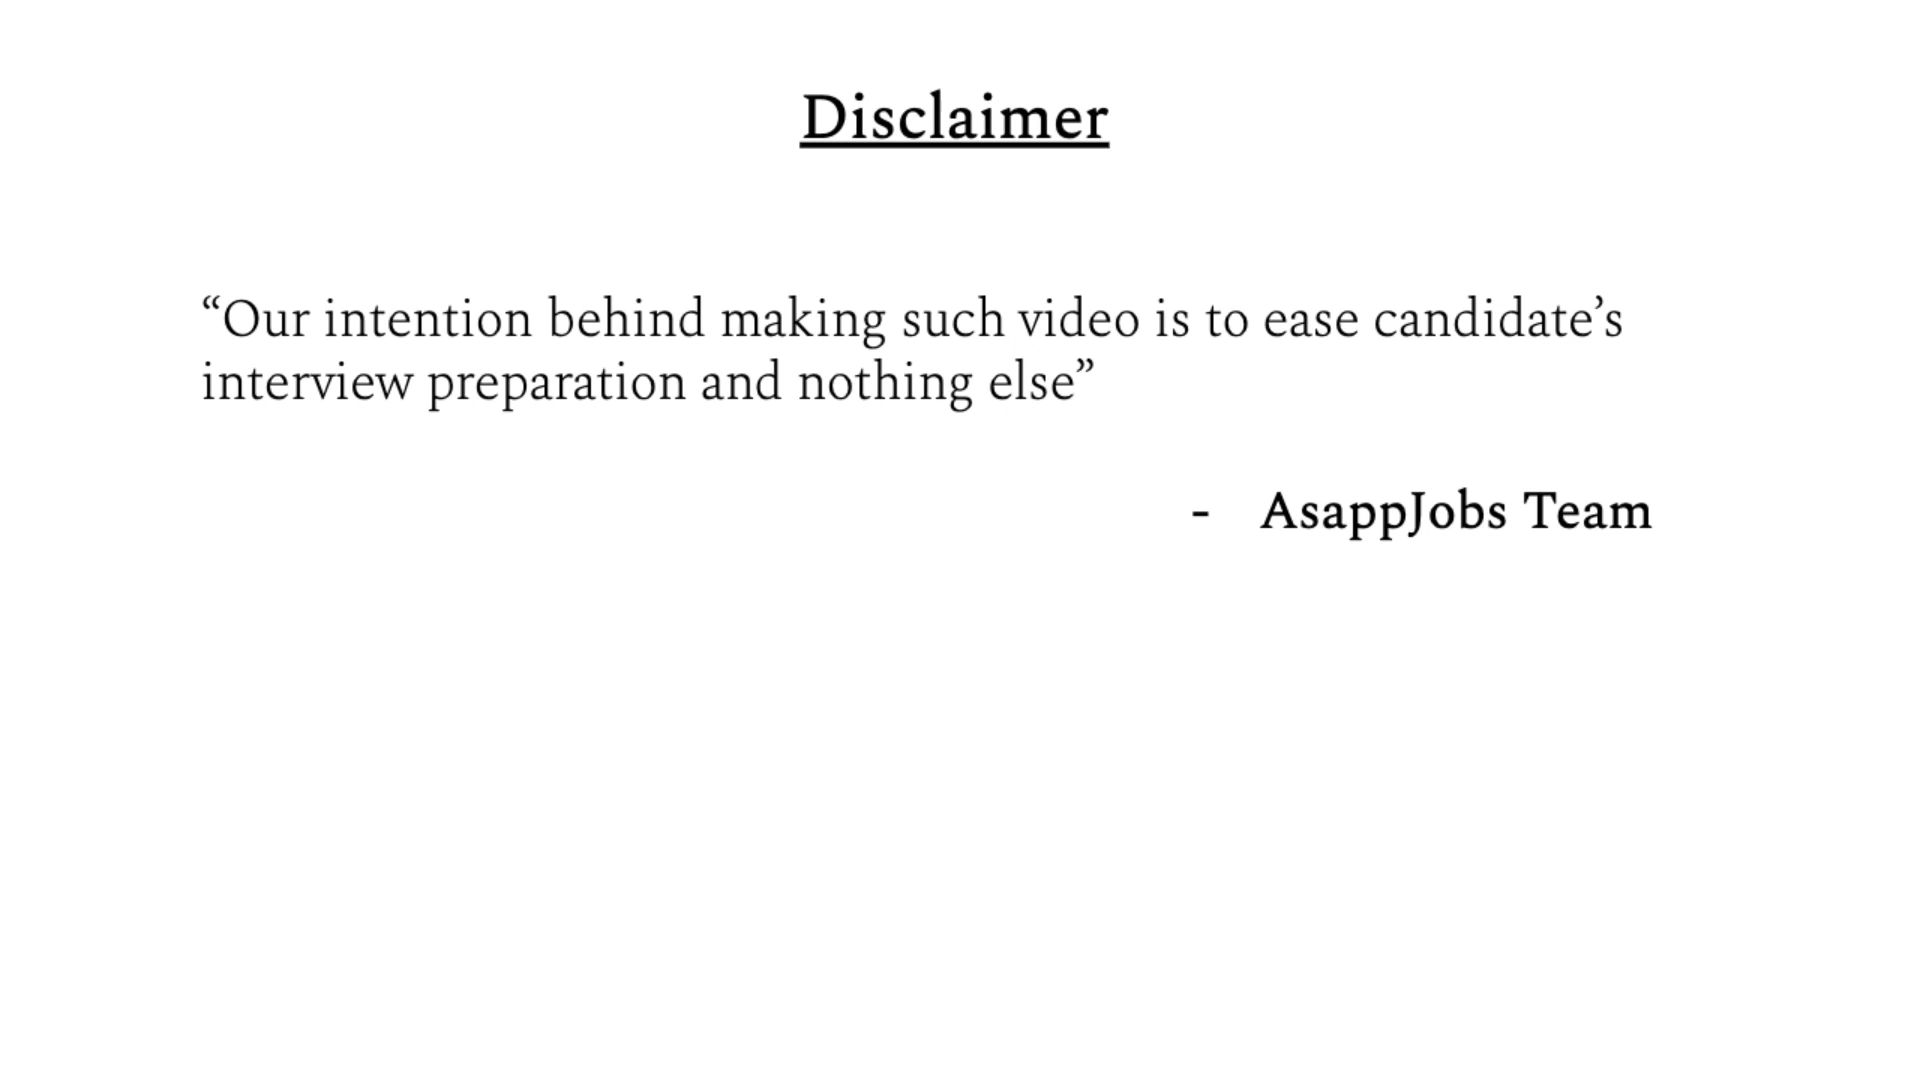 Disclaimer
“Our intention behind making such video is to ease candidate’s
interview preparation and nothing else”
- AsappJobs Team